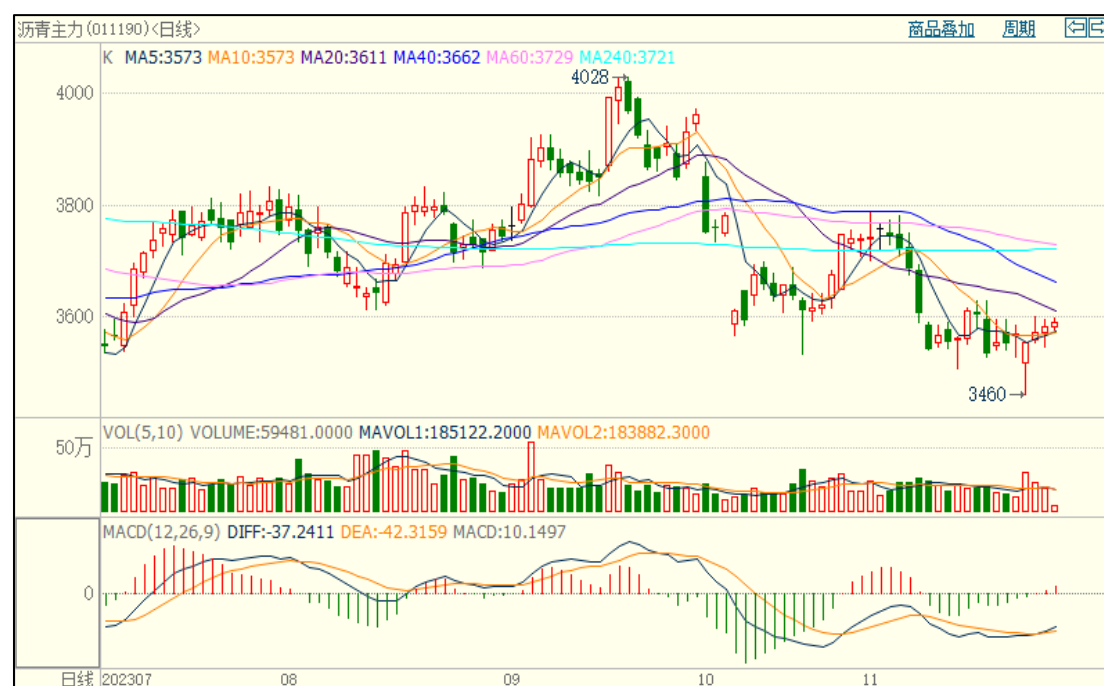 沥青主力(011190)<日线> 商品叠加 周期
K MA5:3573 MA10:3573 MA20:3611 MA40:3662 MA60:3729 MA240:3721
4028
4000
3800
3600
3460
VOL(5,10) VOLUME:59481.0000 MAVOL1:185122.2000 MAVOL2:183882.3000
50万
MACD(12,26,9) DIFF:-37.2411 DEA:-42.3159 MACD:10.1497
0
日线 202307 08 09 10 11